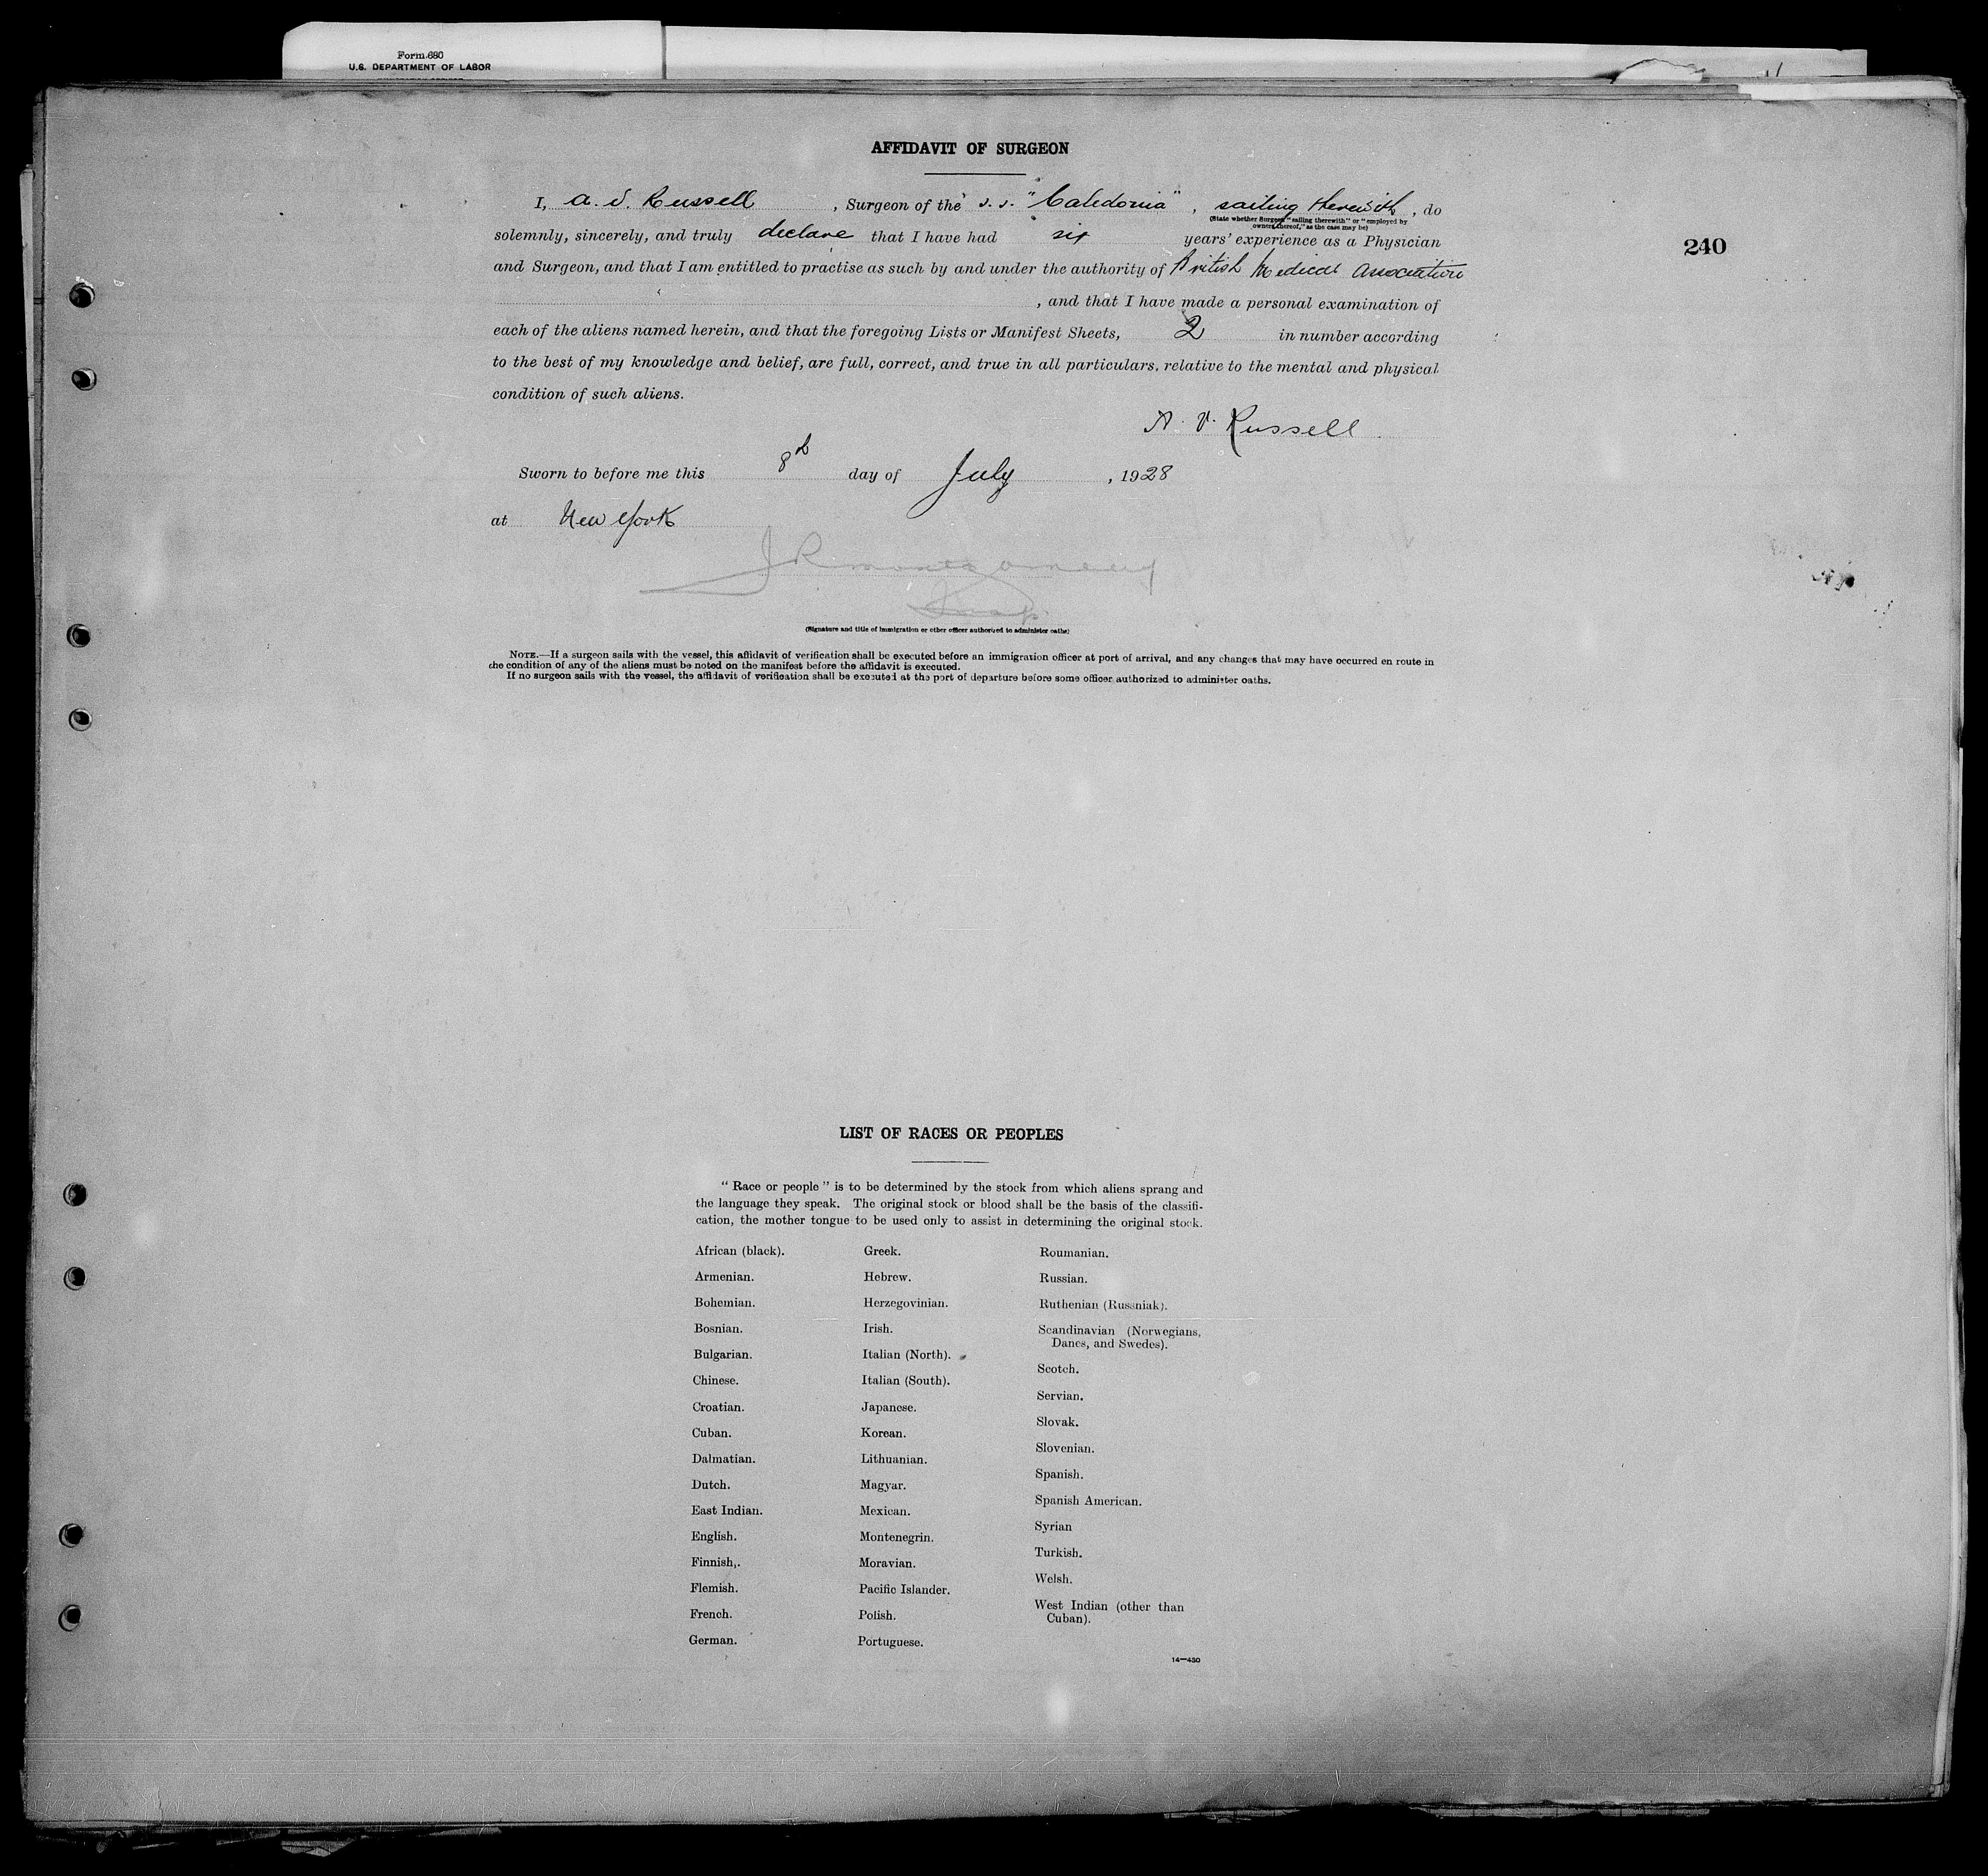 Form 680
U.S. DEPARTMENT OF LABOR
AFFIDAVIT OF SURGEON
I, A. V. Russell, Surgeon of the s.s. "Caledonia", sailing therewith, do
(State whether Surgeon "sailing therewith" or "employed by
owners thereof," as the case may be)
solemnly, sincerely, and truly declare that I have had six years' experience as a Physician
240
and Surgeon, and that I am entitled to practise as such by and under the authority of British Medical Association
, and that I have made a personal examination of
each of the aliens named herein, and that the foregoing Lists or Manifest Sheets, 2 in number according
to the best of my knowledge and belief, are full, correct, and true in all particulars, relative to the mental and physical
condition of such aliens.
A. V. Russell
Sworn to before me this 8th day of July, 1928
at New York
J R Montgomery
(Signature and title of immigration or other officer authorized to administer oaths)
NOTE.—If a surgeon sails with the vessel, this affidavit of verification shall be executed before an immigration officer at port of arrival, and any changes that may have occurred en route in
the condition of any of the aliens must be noted on the manifest before the affidavit is executed.
If no surgeon sails with the vessel, the affidavit of verification shall be executed at the port of departure before some officer authorized to administer oaths.
LIST OF RACES OR PEOPLES
"Race or people" is to be determined by the stock from which aliens sprang and
the language they speak. The original stock or blood shall be the basis of the classifi-
cation, the mother tongue to be used only to assist in determining the original stock.
African (black).
Armenian.
Bohemian.
Bosnian.
Bulgarian.
Chinese.
Croatian.
Cuban.
Dalmatian.
Dutch.
East Indian.
English.
Finnish,.
Flemish.
French.
German.
Greek.
Hebrew.
Herzegovinian.
Irish.
Italian (North).
Italian (South).
Japanese.
Korean.
Lithuanian.
Magyar.
Mexican.
Montenegrin.
Moravian.
Pacific Islander.
Polish.
Portuguese.
Roumanian.
Russian.
Ruthenian (Russniak).
Scandinavian (Norwegians,
Danes, and Swedes).
Scotch.
Servian.
Slovak.
Slovenian.
Spanish.
Spanish American.
Syrian
Turkish.
Welsh.
West Indian (other than
Cuban).
14—430